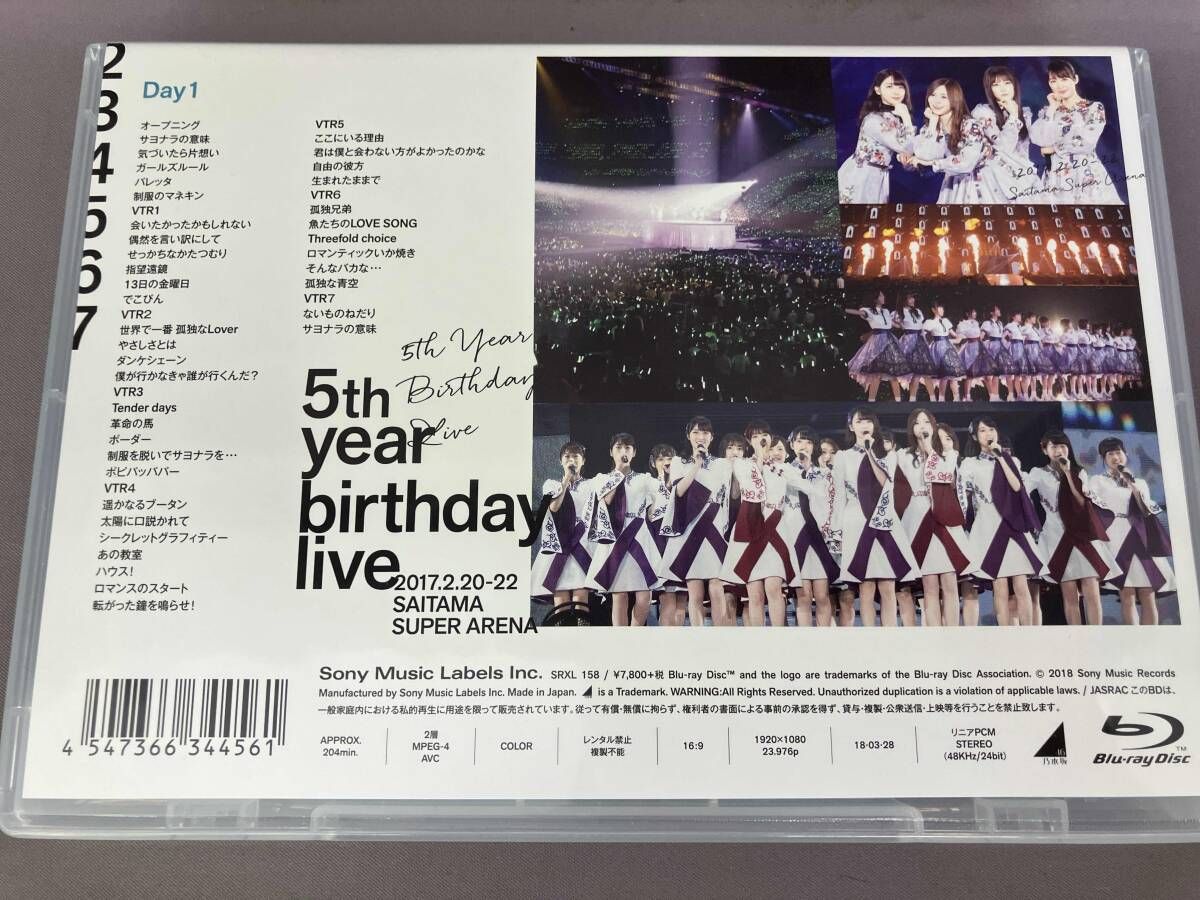 2
3
4
5
6
7
Day 1
オープニング
サヨナラの意味
気づいたら片想い
ガールズルール
バレッタ
制服のマネキン
VTR1
会いたかったかもしれない
偶然を言い訳にして
せっかちなかたつむり
指望遠鏡
13日の金曜日
でこぴん
VTR2
世界で一番 孤独なLover
やさしさとは
ダンケシェーン
僕が行かなきゃ誰が行くんだ?
VTR3
Tender days
革命の馬
ボーダー
制服を脱いでサヨナラを…
ポピパッパパー
VTR4
遥かなるブータン
太陽に口説かれて
シークレットグラフィティー
あの教室
ハウス!
ロマンスのスタート
転がった鐘を鳴らせ!
VTR5
ここにいる理由
君は僕と会わない方がよかったのかな
自由の彼方
生まれたままで
VTR6
孤独兄弟
魚たちのLOVE SONG
Threefold choice
ロマンティックいか焼き
そんなバカな…
孤独な青空
VTR7
ないものねだり
サヨナラの意味
5th Year
Birthday
Live
5th
year
birthday
live
2017.2.20-22
SAITAMA
SUPER ARENA
2017.2.20-22
Saitama Super Arena
Sony Music Labels Inc. SRXL 158 / ¥7,800+税 Blu-ray Disc™ and the logo are trademarks of the Blu-ray Disc Association. © 2018 Sony Music Records
Manufactured by Sony Music Labels Inc. Made in Japan. is a Trademark. WARNING:All Rights Reserved. Unauthorized duplication is a violation of applicable laws. / JASRAC このBDは、
一般家庭内における私的再生に用途を限って販売されています。従って有償・無償に拘らず、権利者の書面による事前の承認を得ず、貸与・複製・公衆送信・上映等を行うことを禁止致します。
4 547366 344561
APPROX.
204min.
2層
MPEG-4
AVC
COLOR
レンタル禁止
複製不能
16:9
1920×1080
23.976p
18・03・28
リニアPCM
STEREO
(48KHz/24bit)
46
乃木坂
Blu-ray Disc™